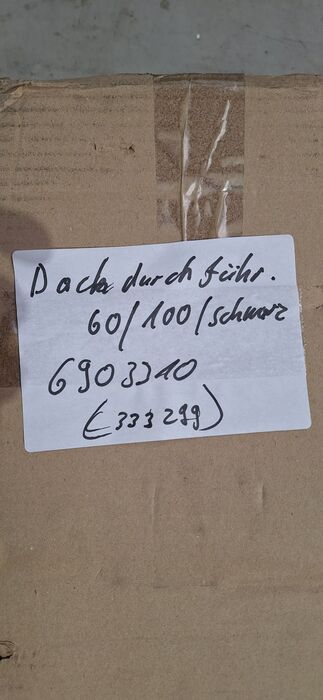 Dachdurchführ.
60/100/schwarz
6903310
(333299)